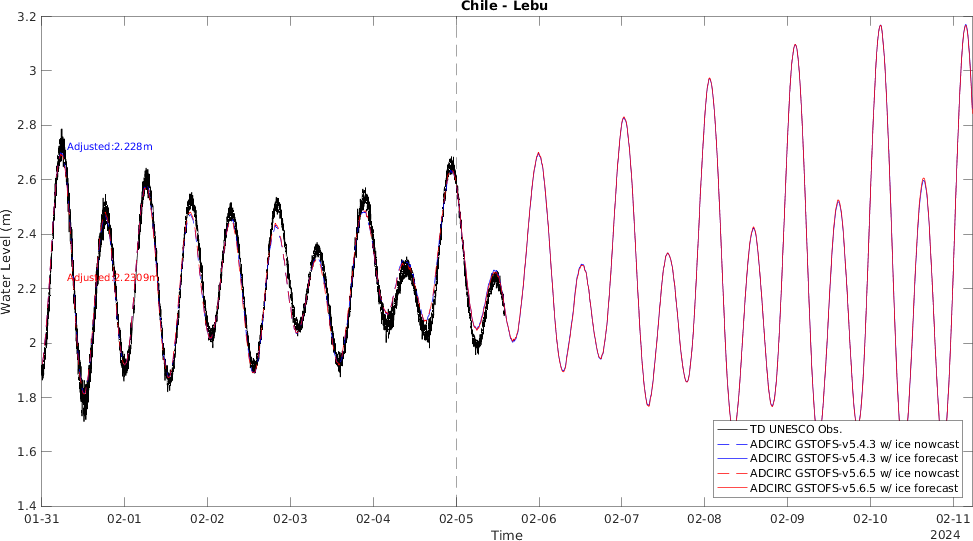 Chile - Lebu
3.2
3
2.8
2.6
2.4
2.2
2
1.8
1.6
1.4
Water Level (m)
Adjusted:2.228m
Adjusted:2.2309m
TD UNESCO Obs.
ADCIRC GSTOFS-v5.4.3 w/ ice nowcast
ADCIRC GSTOFS-v5.4.3 w/ ice forecast
ADCIRC GSTOFS-v5.6.5 w/ ice nowcast
ADCIRC GSTOFS-v5.6.5 w/ ice forecast
01-31 02-01 02-02 02-03 02-04 02-05 02-06 02-07 02-08 02-09 02-10 02-11
Time
2024